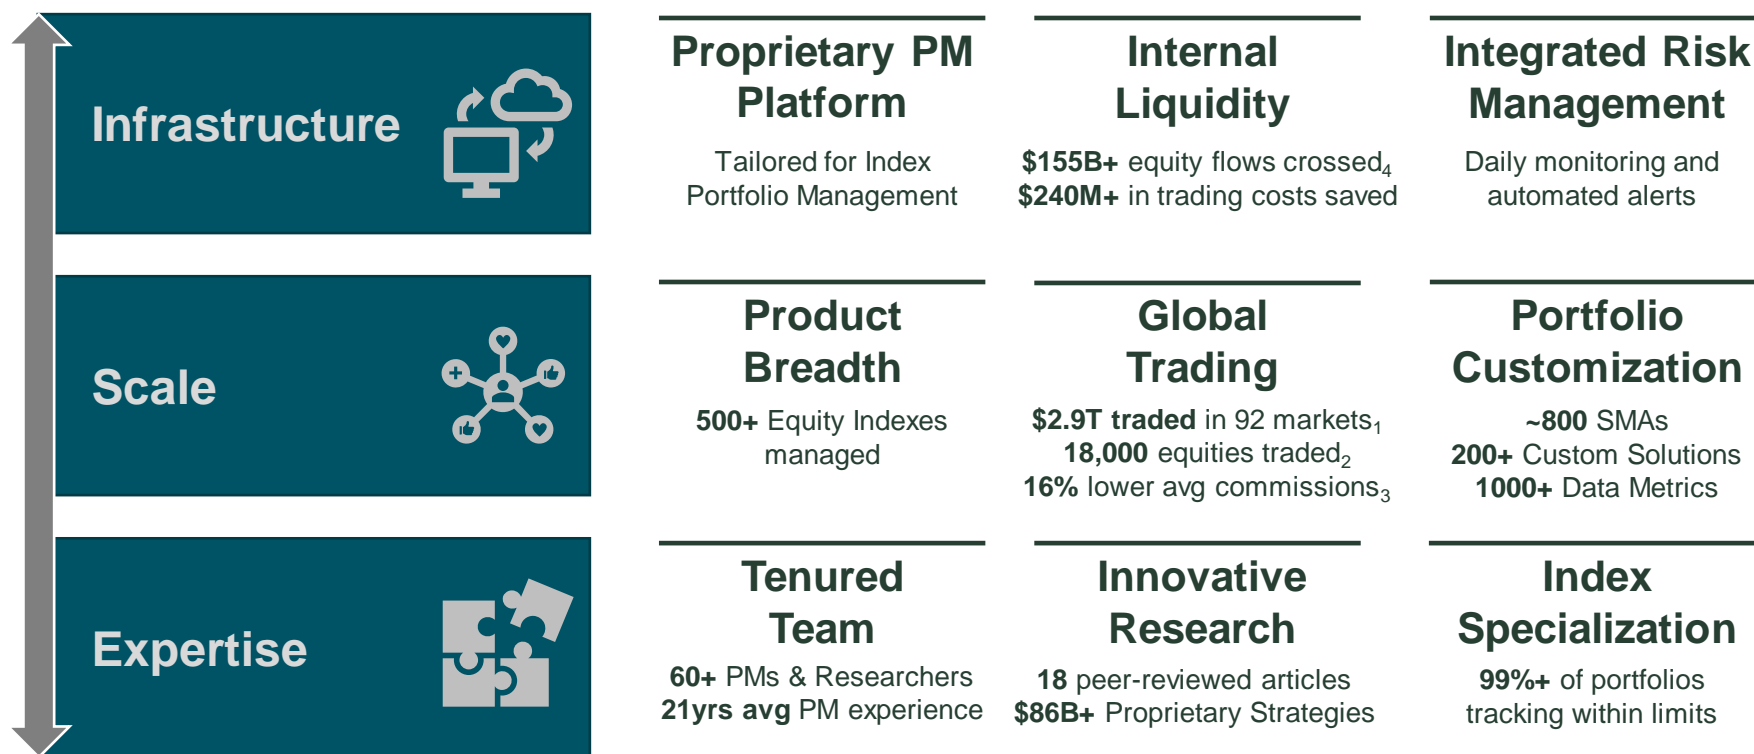 Infrastructure
Proprietary PM
Platform
Tailored for Index
Portfolio Management
Internal
Liquidity
$155B+ equity flows crossed4
$240M+ in trading costs saved
Integrated Risk
Management
Daily monitoring and
automated alerts
Scale
Product
Breadth
500+ Equity Indexes
managed
Global
Trading
$2.9T traded in 92 markets1
18,000 equities traded2
16% lower avg commissions3
Portfolio
Customization
~800 SMAs
200+ Custom Solutions
1000+ Data Metrics
Expertise
Tenured
Team
60+ PMs & Researchers
21yrs avg PM experience
Innovative
Research
18 peer-reviewed articles
$86B+ Proprietary Strategies
Index
Specialization
99%+ of portfolios
tracking within limits